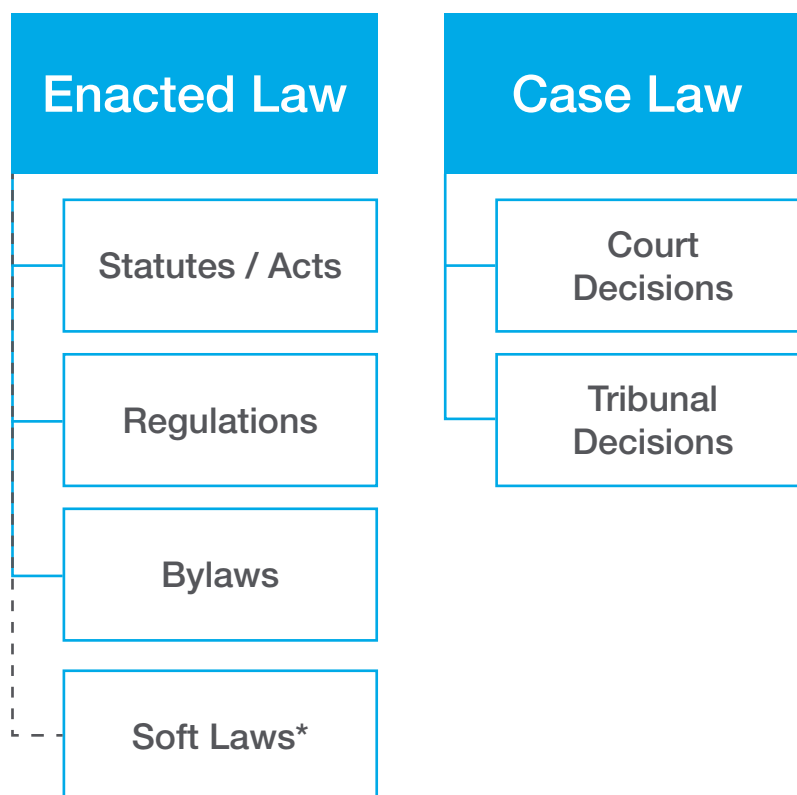 Enacted Law
Statutes / Acts
Regulations
Bylaws
Soft Laws*
Case Law
Court
Decisions
Tribunal
Decisions